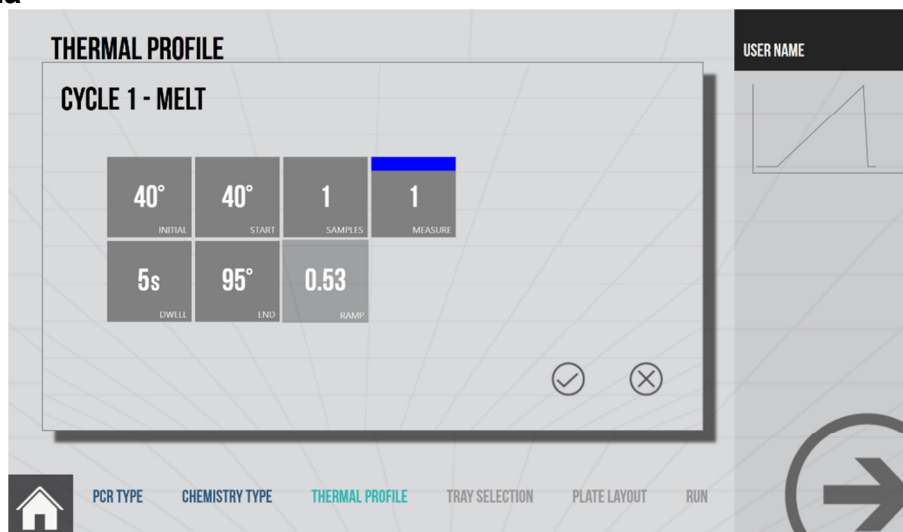 THERMAL PROFILE
USER NAME
CYCLE 1 - MELT
40° 40° 1 1
INITIAL START SAMPLES MEASURE
5s 95° 0.53
DWELL END RAMP
PCR TYPE CHEMISTRY TYPE THERMAL PROFILE TRAY SELECTION PLATE LAYOUT RUN